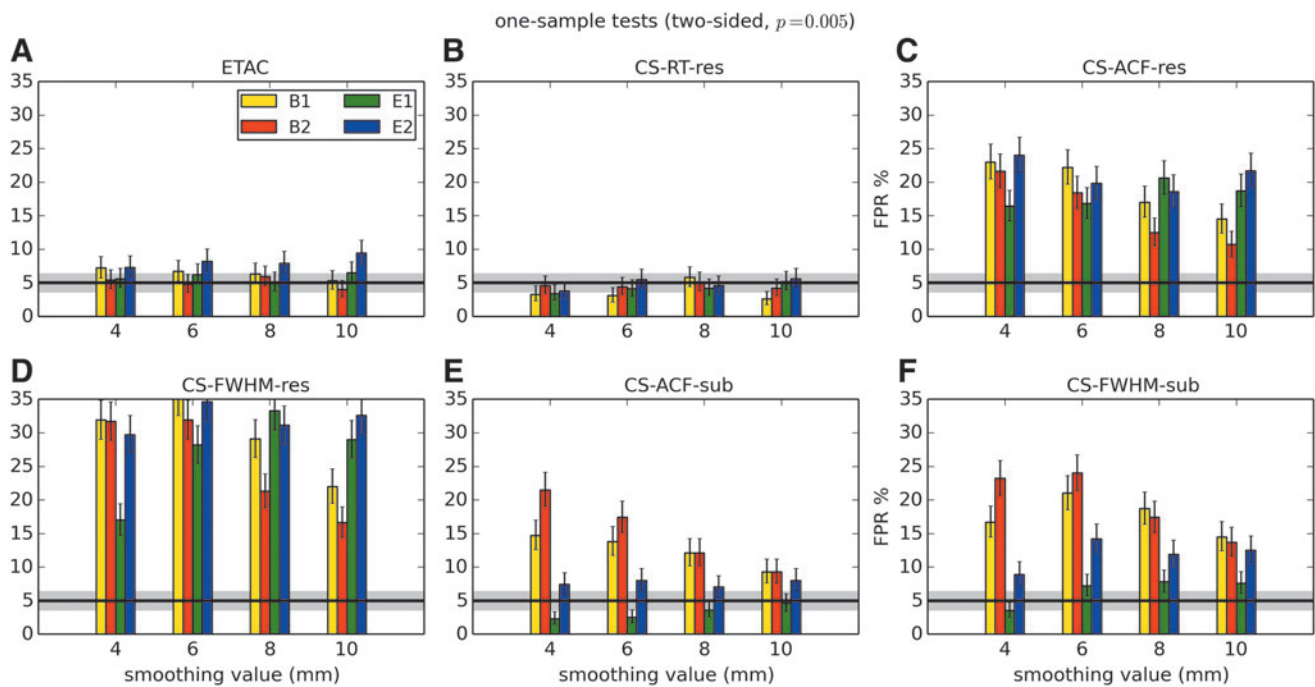 one-sample tests (two-sided, p=0.005)
A
ETAC
35
30
25
20
15
10
5
0
B1 E1
B2 E2
4 6 8 10
B
CS-RT-res
35
30
25
20
15
10
5
0
4 6 8 10
C
CS-ACF-res
FPR %
35
30
25
20
15
10
5
0
4 6 8 10
D
CS-FWHM-res
35
30
25
20
15
10
5
0
4 6 8 10
smoothing value (mm)
E
CS-ACF-sub
35
30
25
20
15
10
5
0
4 6 8 10
smoothing value (mm)
F
CS-FWHM-sub
FPR %
35
30
25
20
15
10
5
0
4 6 8 10
smoothing value (mm)